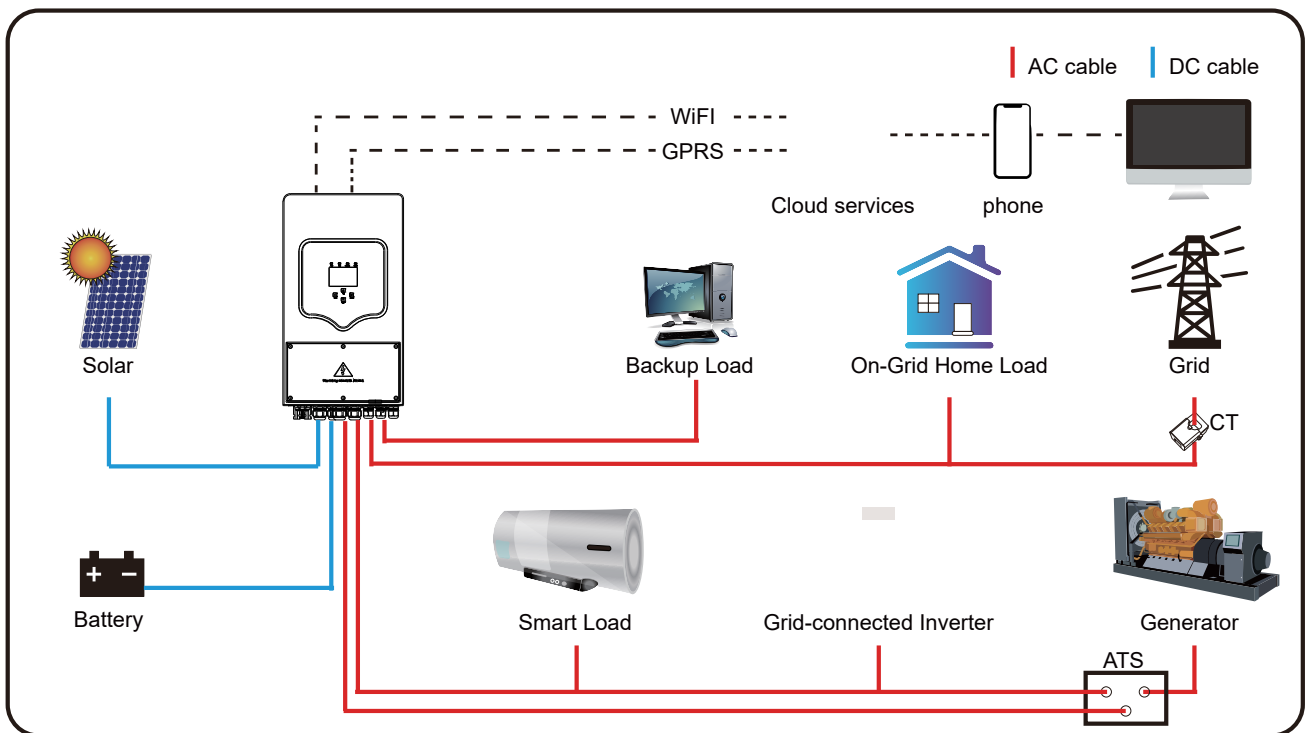 AC cable
DC cable
WiFI
GPRS
Cloud services
phone
Solar
Backup Load
On-Grid Home Load
Grid
CT
Battery
Smart Load
Grid-connected Inverter
Generator
ATS